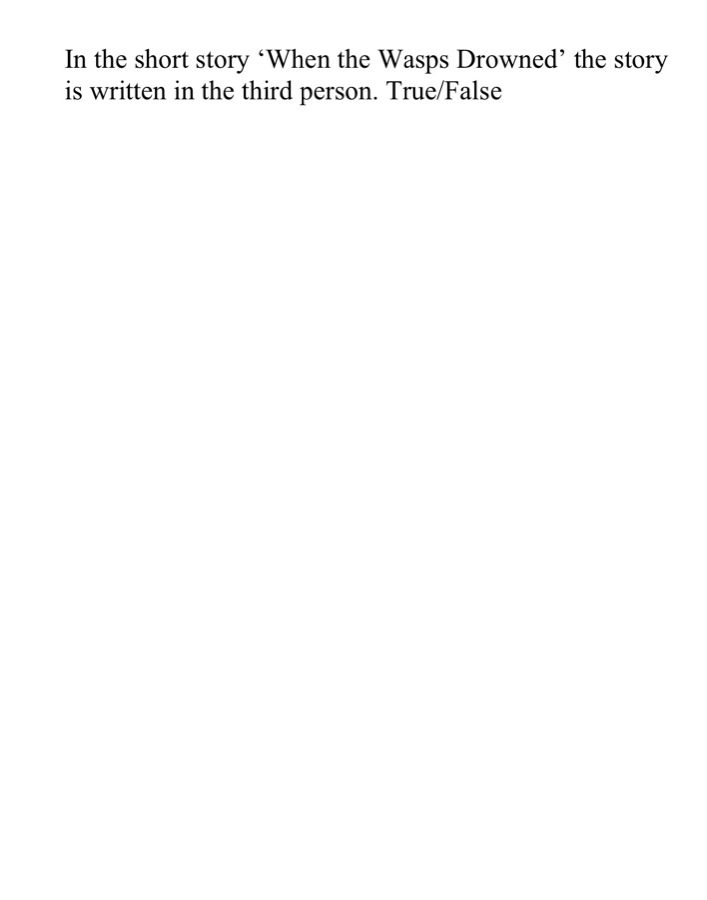 In the short story ‘When the Wasps Drowned’ the story
is written in the third person. True/False